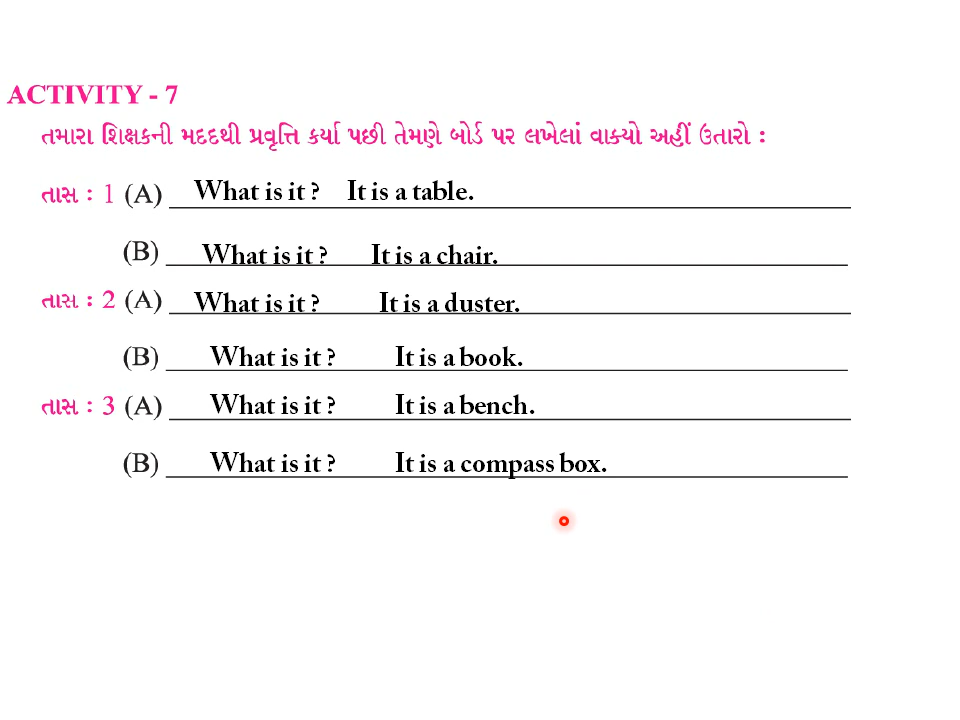 ACTIVITY - 7
તમારા શિક્ષકની મદદથી પ્રવૃત્તિ કર્યા પછી તેમણે બોર્ડ પર લખેલાં વાક્યો અહીં ઉતારો :
તાસ : 1 (A) What is it ? It is a table.
(B) What is it ? It is a chair.
તાસ : 2 (A) What is it ? It is a duster.
(B) What is it ? It is a book.
તાસ : 3 (A) What is it ? It is a bench.
(B) What is it ? It is a compass box.